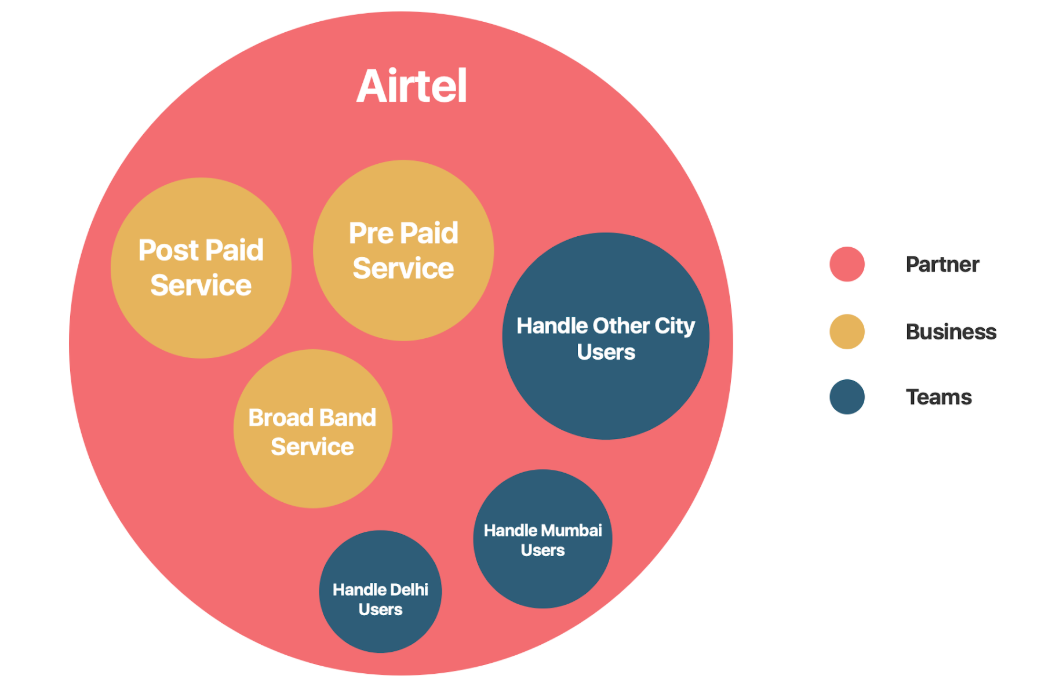 Airtel
Post Paid
Service
Pre Paid
Service
Handle Other City
Users
Broad Band
Service
Handle Mumbai
Users
Handle Delhi
Users
Partner
Business
Teams